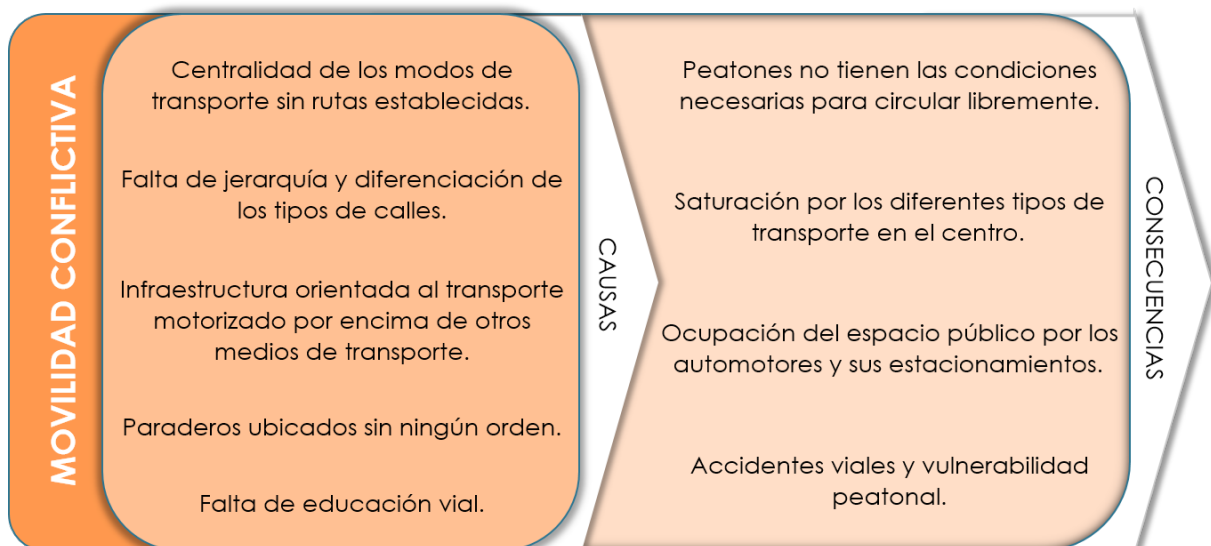 MOVILIDAD CONFLICTIVA
Centralidad de los modos de
transporte sin rutas establecidas.
Falta de jerarquía y diferenciación de
los tipos de calles.
Infraestructura orientada al transporte
motorizado por encima de otros
medios de transporte.
Paraderos ubicados sin ningún orden.
Falta de educación vial.
CAUSAS
Peatones no tienen las condiciones
necesarias para circular libremente.
Saturación por los diferentes tipos de
transporte en el centro.
Ocupación del espacio público por los
automotores y sus estacionamientos.
Accidentes viales y vulnerabilidad
peatonal.
CONSECUENCIAS